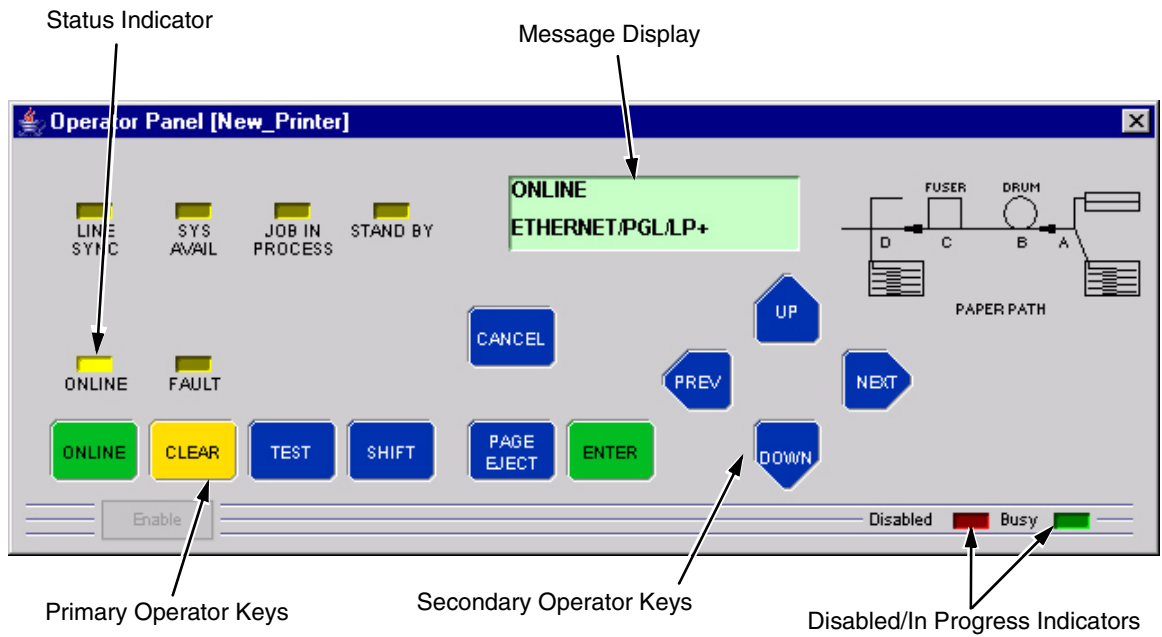 Status Indicator
Message Display
Operator Panel [New_Printer]
ONLINE
ETHERNET/PGL/LP+
LINE
SYNC
SYS
AVAIL
JOB IN
PROCESS
STAND BY
FUSER
DRUM
D
C
B
A
PAPER PATH
UP
CANCEL
PREV
NEXT
ONLINE
FAULT
ONLINE
CLEAR
TEST
SHIFT
PAGE
EJECT
ENTER
DOWN
Enable
Disabled
Busy
Primary Operator Keys
Secondary Operator Keys
Disabled/In Progress Indicators